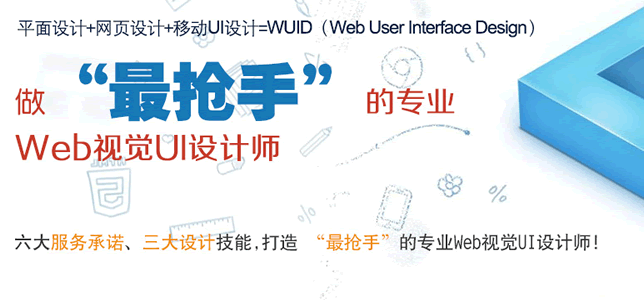 平面设计+网页设计+移动UI设计=WUID（Web User Interface Design）
做“最抢手”的专业
Web视觉UI设计师
六大服务承诺、三大设计技能,打造“最抢手”的专业Web视觉UI设计师!